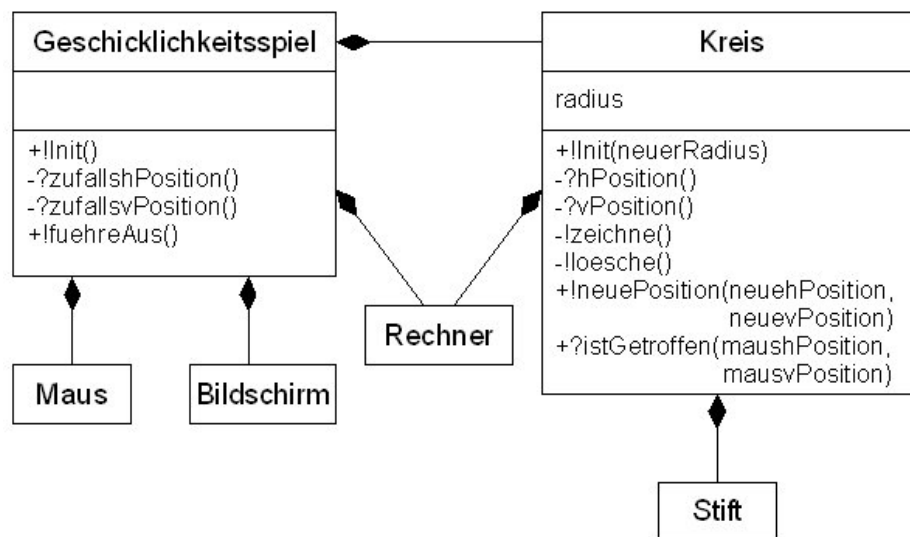 Geschicklichkeitsspiel
+!Init()
-?zufallshPosition()
-?zufallsvPosition()
+!fuehreAus()
Kreis
radius
+!Init(neuerRadius)
-?hPosition()
-?vPosition()
-!zeichne()
-!loesche()
+!neuePosition(neuehPosition,
neuevPosition)
+?istGetroffen(maushPosition,
mausvPosition)
Rechner
Maus
Bildschirm
Stift